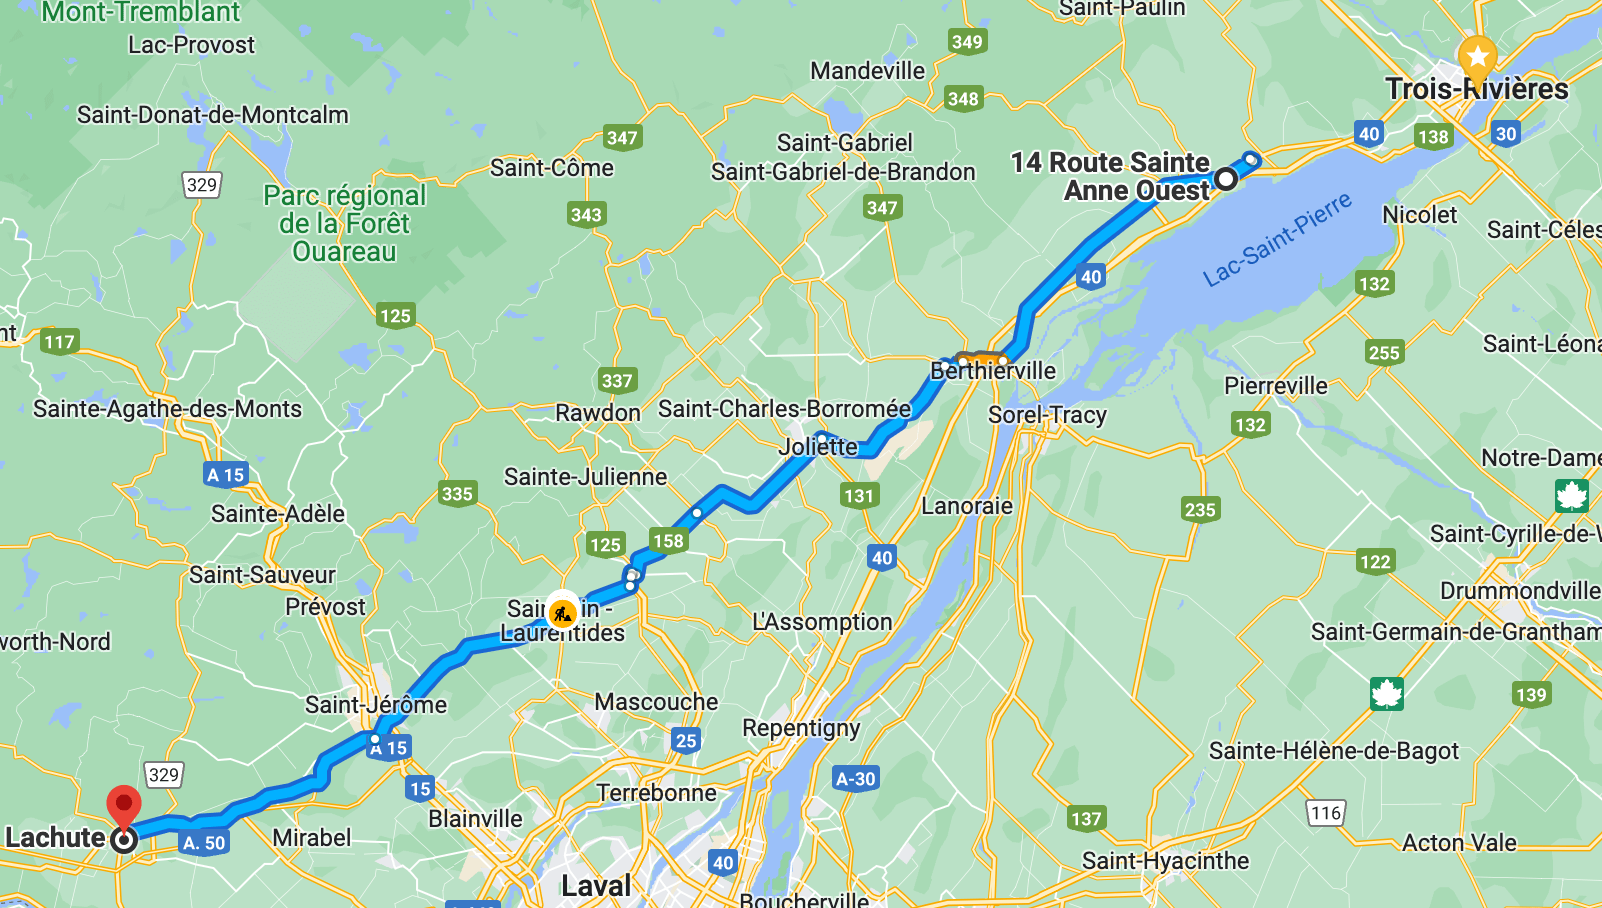 Mont-Tremblant
Lac-Provost
Saint-Paulin
349
Mandeville
348
Trois-Rivières
Saint-Donat-de-Montcalm
347
Saint-Gabriel
40
138
30
Saint-Côme
Saint-Gabriel-de-Brandon
14 Route Sainte
Anne Ouest
329
Parc régional
de la Forêt
Ouareau
343
347
Nicolet
Saint-Céles
Lac-Saint-Pierre
40
132
125
117
Saint-Léona
255
Berthierville
337
Pierreville
Sainte-Agathe-des-Monts
Rawdon
Saint-Charles-Borromée
Sorel-Tracy
132
Joliette
A 15
Sainte-Julienne
Notre-Dame
335
131
Lanoraie
235
Sainte-Adèle
125
158
Saint-Cyrille-de-W
40
122
Saint-Sauveur
Drummondville
Prévost
Laurentides
L'Assomption
Saint-Germain-de-Grantham
worth-Nord
Saint-Jérôme
Mascouche
139
Repentigny
25
A 15
Sainte-Hélène-de-Bagot
329
15
A-30
Terrebonne
116
Lachute
A. 50
Mirabel
Blainville
137
Acton Vale
40
Saint-Hyacinthe
Laval
Boucherville